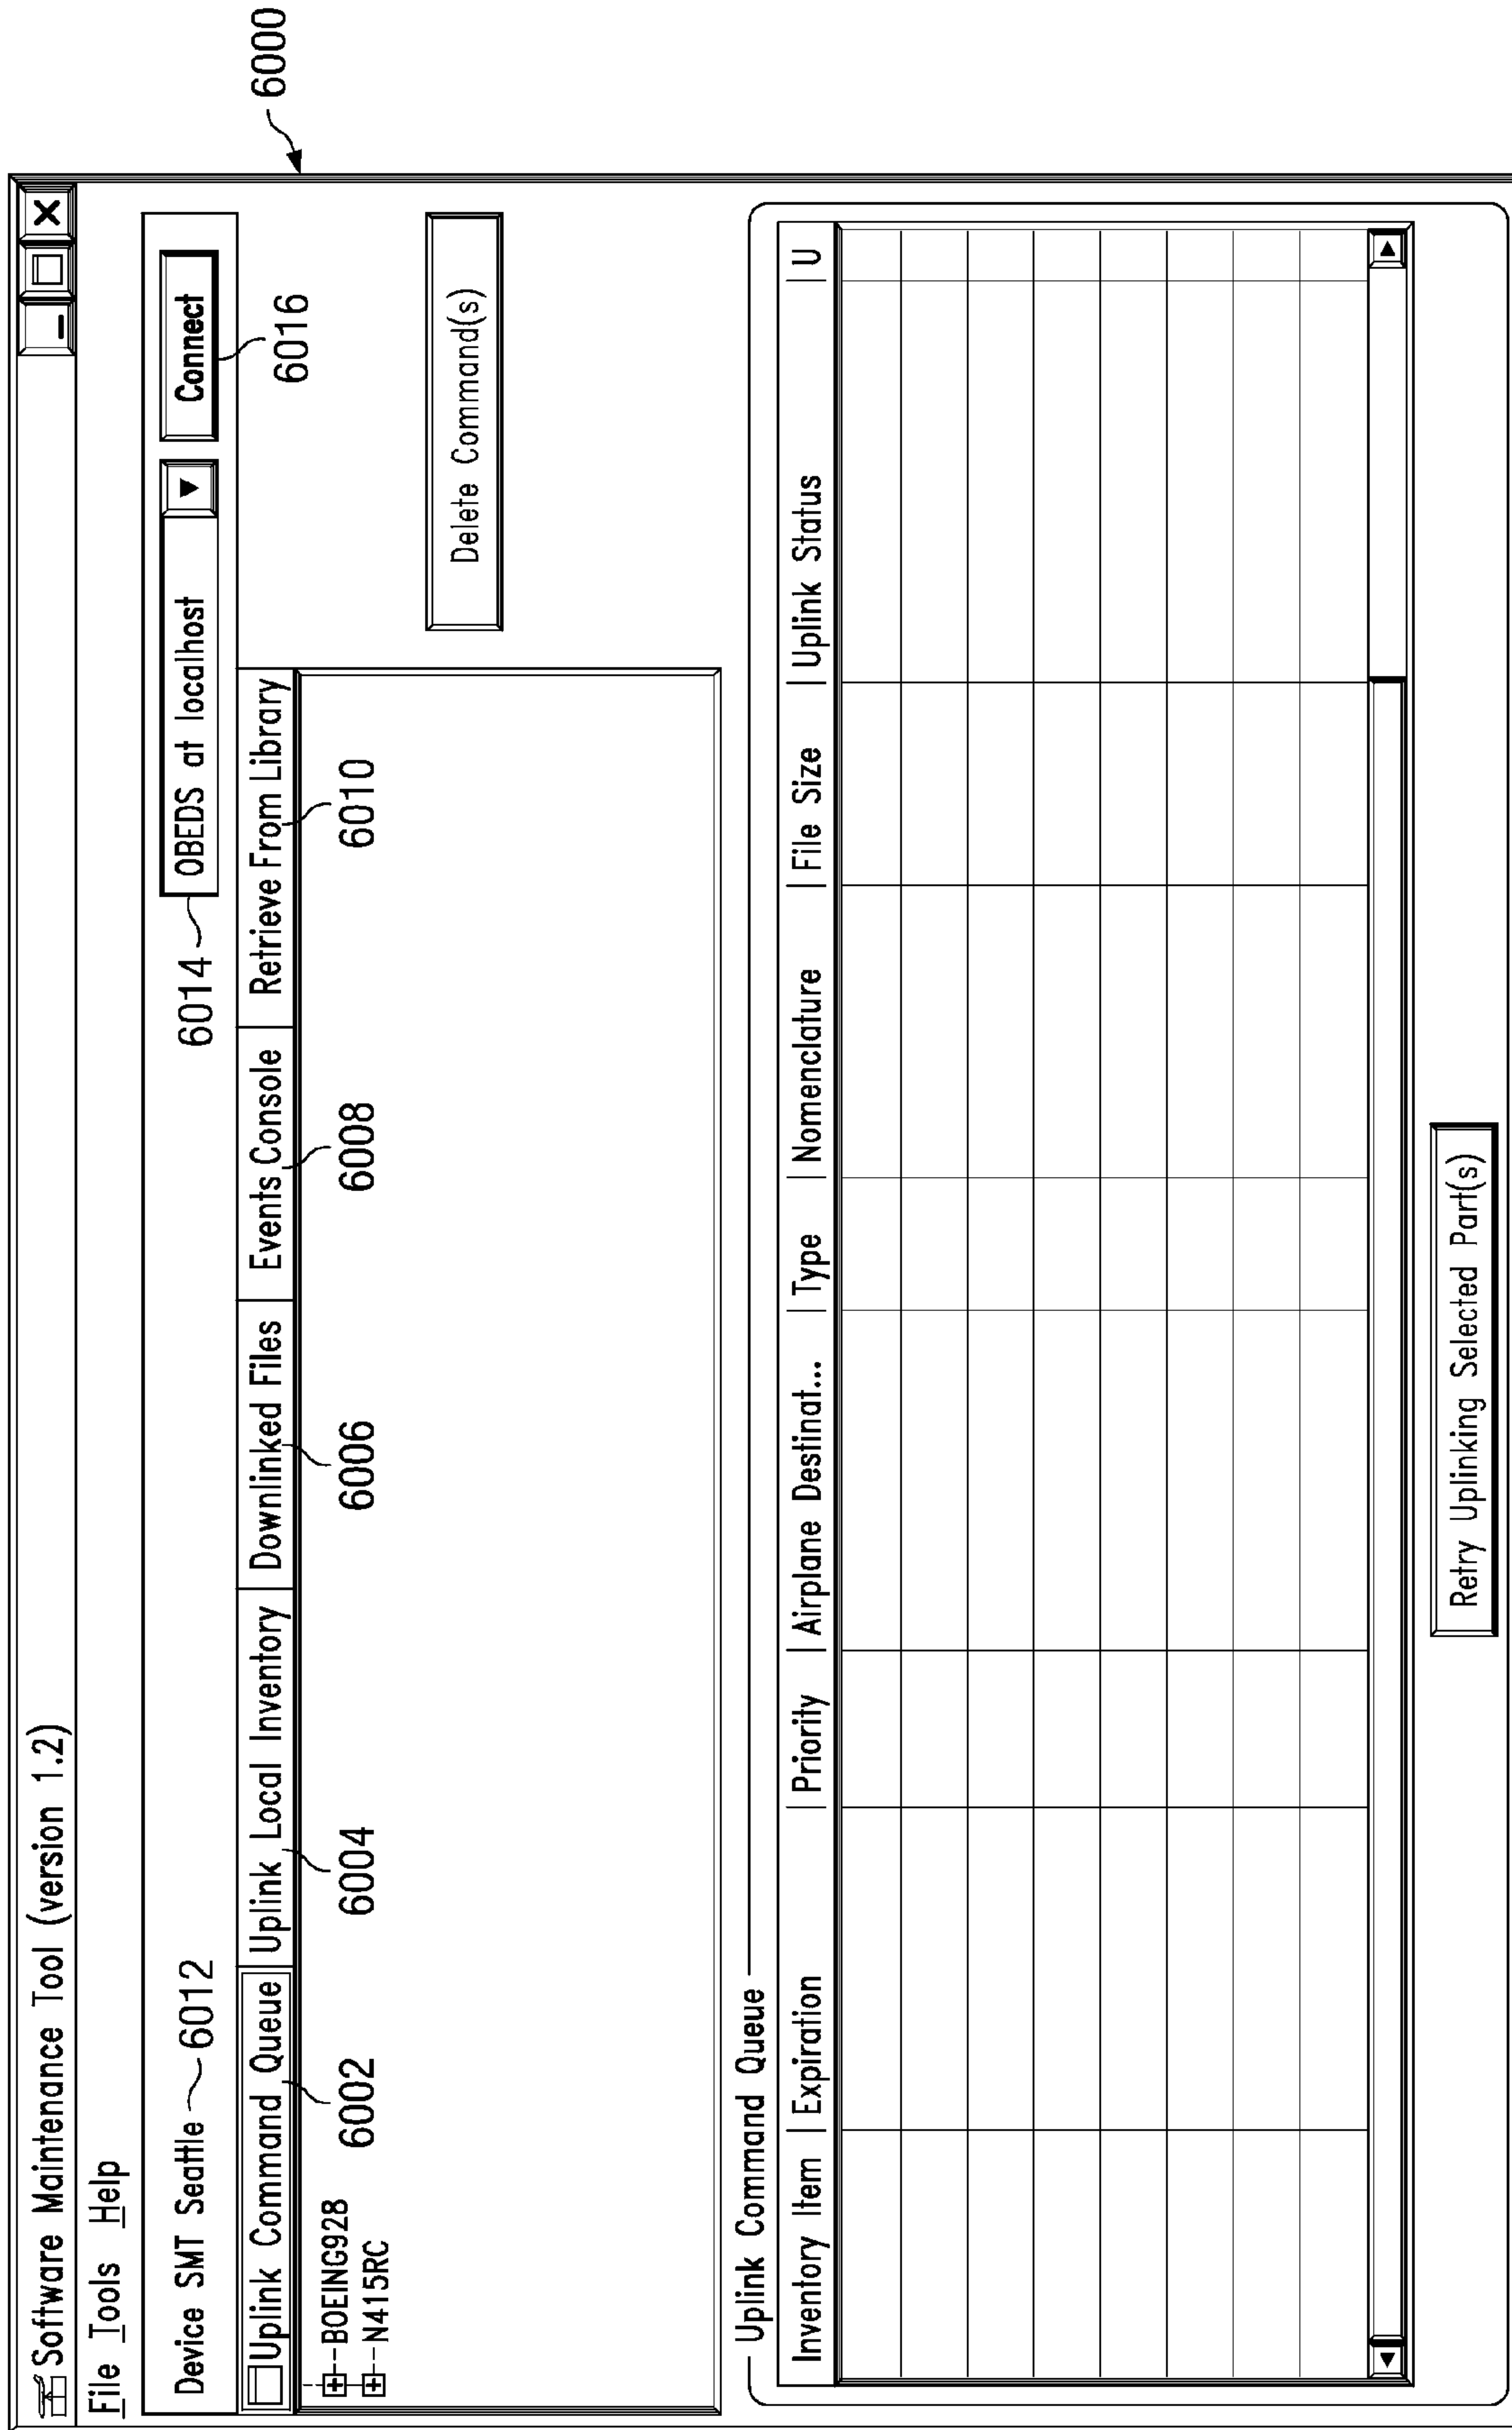 Software Maintenance Tool (version 1.2)
6000
File Tools Help
Device SMT Seattle 6012
6014 OBEDS at localhost
Connect
6016
Uplink Command Queue
Uplink Local Inventory
Downlinked Files
Events Console
Retrieve From Library
6002
6004
6006
6008
6010
BOEING928
N415RC
Delete Command(s)
Uplink Command Queue
Inventory Item | Expiration | Priority | Airplane Destinat... | Type | Nomenclature | File Size | Uplink Status | U
Retry Uplinking Selected Part(s)